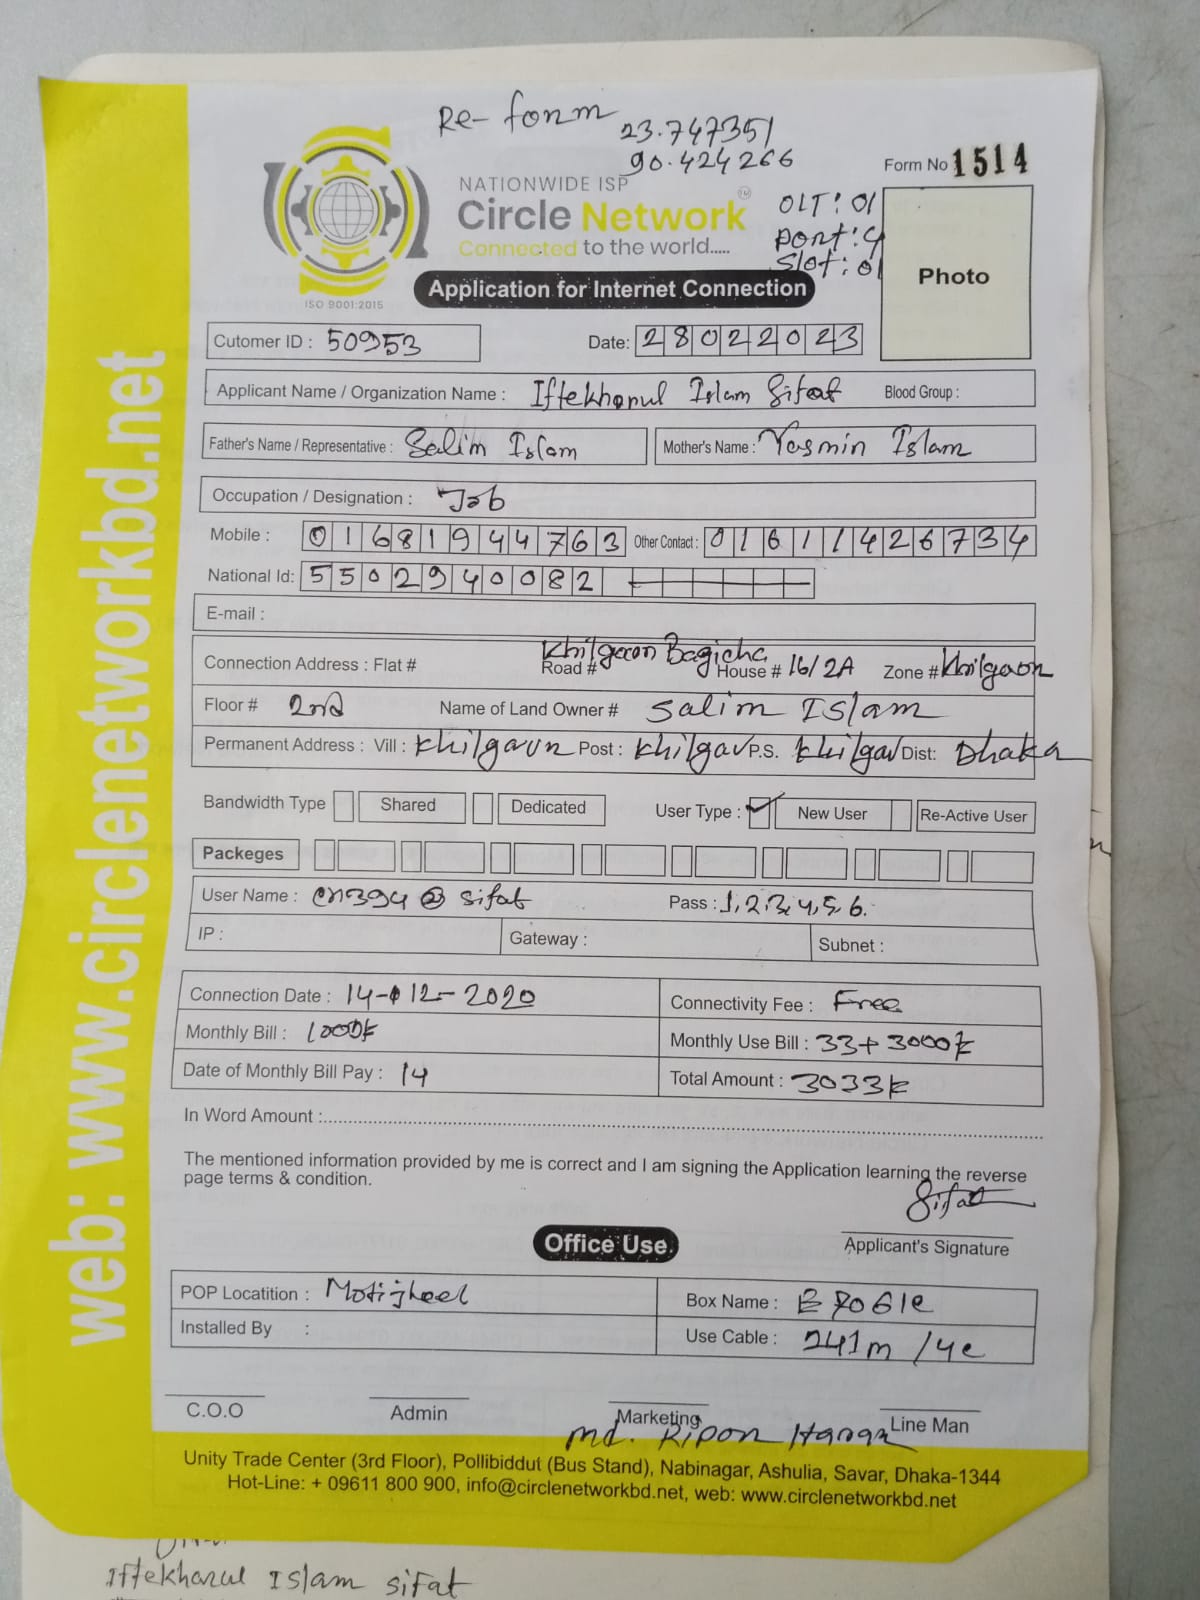 Re-form
23.747351
90.424266
Form No 1514
NATIONWIDE ISP
Circle Network TM
Connected to the world.....
ISO 9001:2015
OLT: 01
Port: 4
Slot: 01
Photo
Application for Internet Connection
Cutomer ID : 50953 Date: 28022023
Applicant Name / Organization Name : Iftekharul Islam Sifat Blood Group :
Father's Name / Representative : Salim Islam Mother's Name : Yasmin Islam
Occupation / Designation : Job
Mobile : 01681944763 Other Contact : 01611426734
National Id: 5502940082
E-mail :
Khilgaon Bagicha
Connection Address : Flat # Road # House # 16/2A Zone # Khilgaon
Floor # 2nd Name of Land Owner # Salim Islam
Permanent Address : Vill : Khilgaun Post : Khilgav P.S. Khilgav Dist: Dhaka
Bandwidth Type Shared Dedicated User Type : New User Re-Active User
Packeges
User Name : @ sifat Pass : 1,2,3,4,5,6.
IP : Gateway : Subnet :
Connection Date : 14-12-2020 Connectivity Fee : Free
Monthly Bill : 1000k Monthly Use Bill : 33+3000k
Date of Monthly Bill Pay : 14 Total Amount : 3033k
In Word Amount :
The mentioned information provided by me is correct and I am signing the Application learning the reverse
page terms & condition.
Sifat
Applicant's Signature
Office Use
POP Locatition : Motijheel Box Name :
Installed By : Use Cable : 241m /4c
C.O.O Admin Marketing Line Man
Md. Ripon
Unity Trade Center (3rd Floor), Pollibiddut (Bus Stand), Nabinagar, Ashulia, Savar, Dhaka-1344
Hot-Line: + 09611 800 900, info@circlenetworkbd.net, web: www.circlenetworkbd.net
web: www.circlenetworkbd.net
Iftekharul Islam sifat